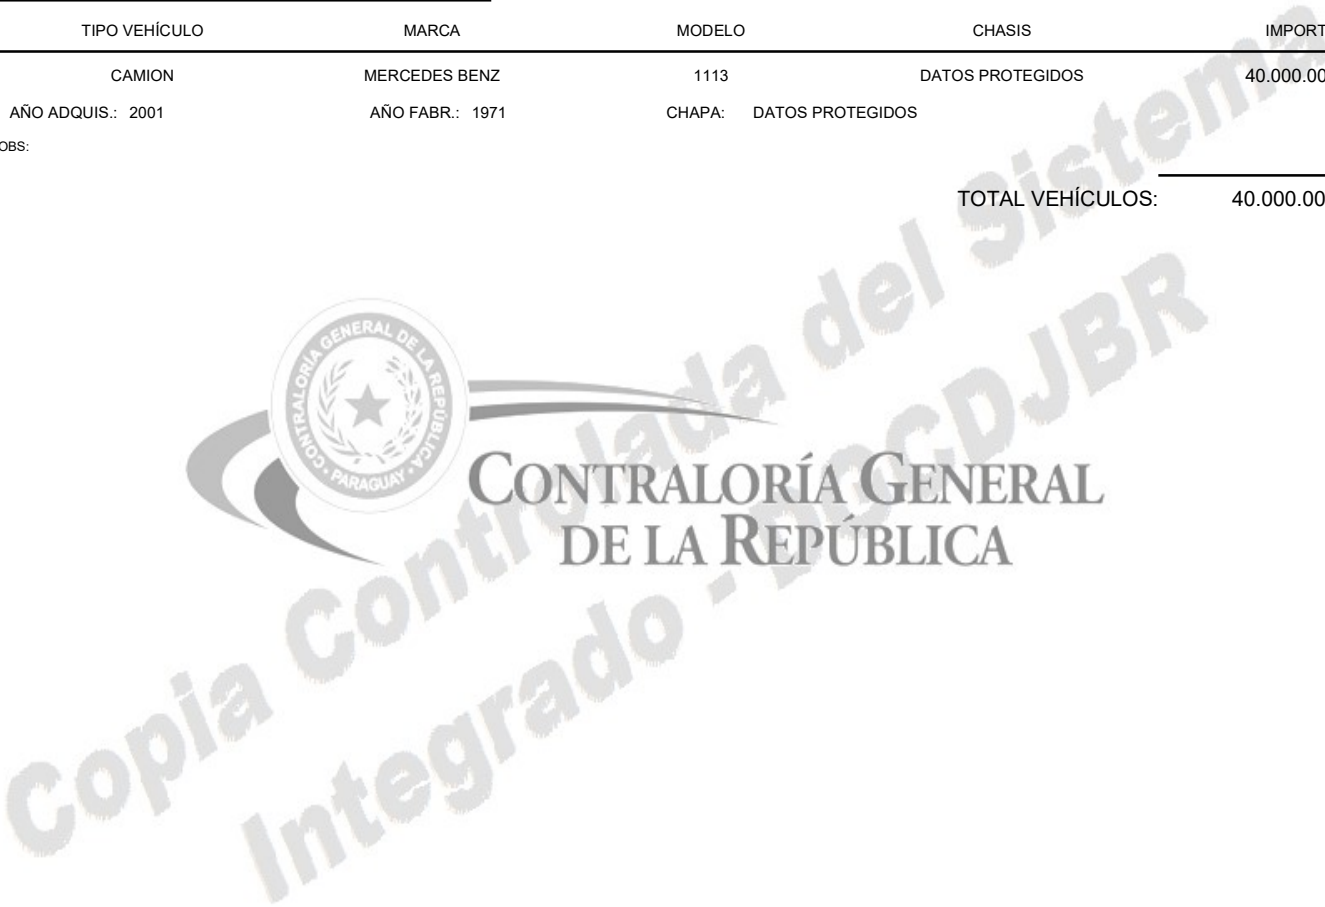 TIPO VEHÍCULO MARCA MODELO CHASIS IMPORT
CAMION MERCEDES BENZ 1113 DATOS PROTEGIDOS 40.000.00
AÑO ADQUIS.: 2001 AÑO FABR.: 1971 CHAPA: DATOS PROTEGIDOS
OBS:
TOTAL VEHÍCULOS: 40.000.00
CONTRALORÍA GENERAL DE LA REPÚBLICA
PARAGUAY
CONTRALORÍA GENERAL
DE LA REPÚBLICA
Copia Controlada del Sistema
Integrado - DGCDJBR